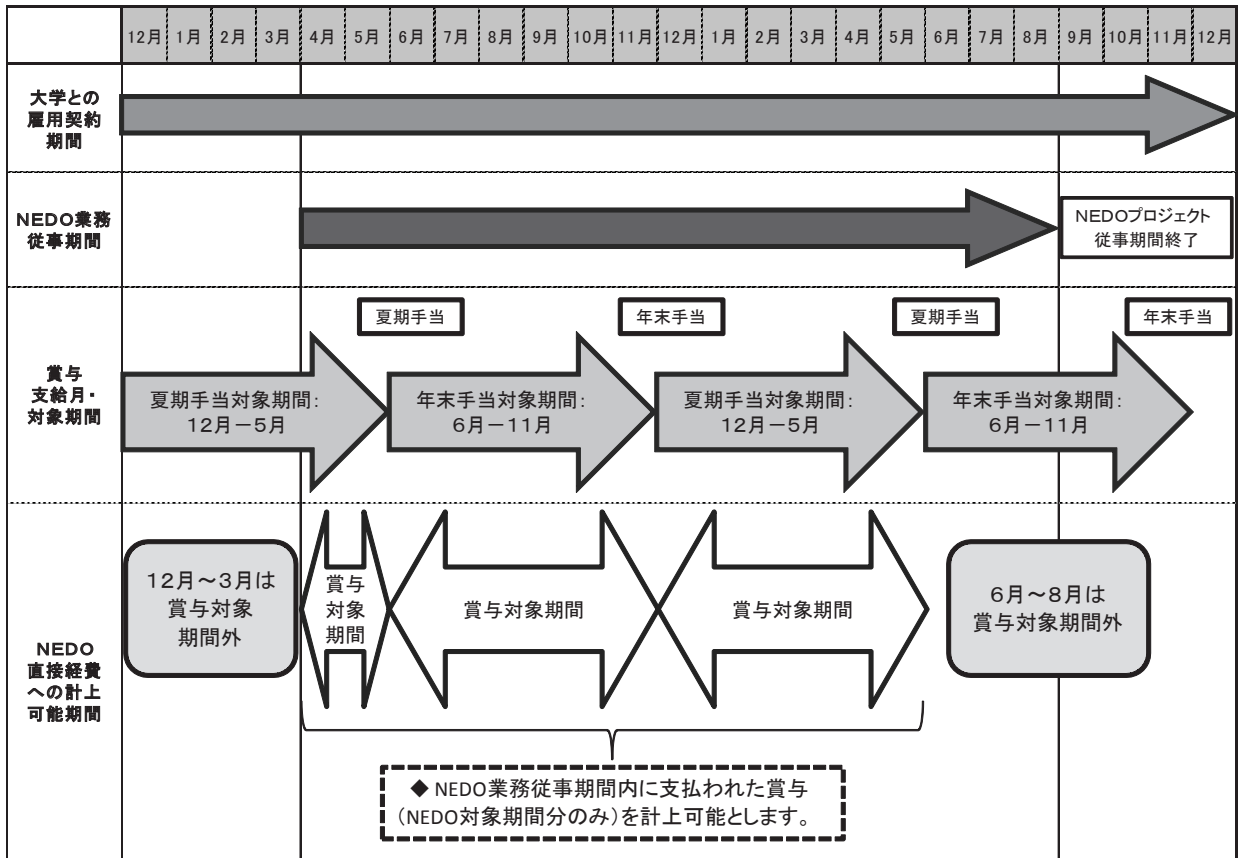 12月 1月 2月 3月 4月 5月 6月 7月 8月 9月 10月 11月 12月 1月 2月 3月 4月 5月 6月 7月 8月 9月 10月 11月 12月
大学との
雇用契約
期間
NEDO業務
従事期間
NEDOプロジェクト
従事期間終了
賞与
支給月・
対象期間
夏期手当
年末手当
夏期手当
年末手当
夏期手当対象期間:
12月－5月
年末手当対象期間:
6月－11月
夏期手当対象期間:
12月－5月
年末手当対象期間:
6月－11月
NEDO
直接経費
への計上
可能期間
12月～3月は
賞与対象
期間外
賞与
対象
期間
賞与対象期間
賞与対象期間
6月～8月は
賞与対象期間外
◆ NEDO業務従事期間内に支払われた賞与
(NEDO対象期間分のみ)を計上可能とします。